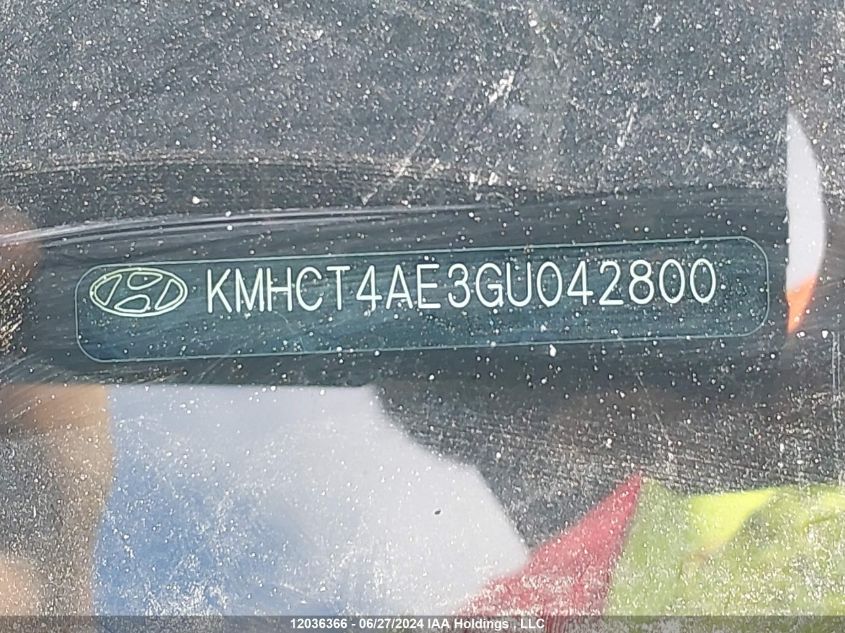 KMHCT4AE3GU042800
12036366 - 06/27/2024 IAA Holdings , LLC